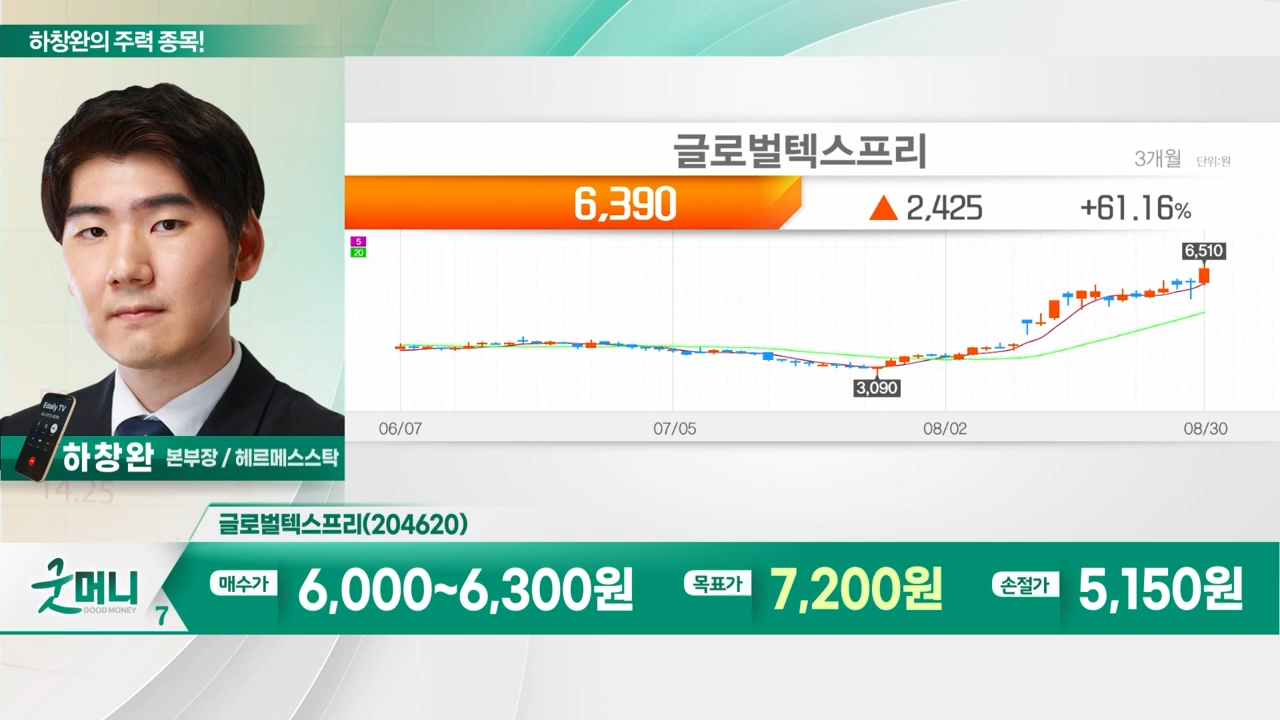 하창완의 주력 종목!
글로벌텍스프리
3개월 단위:원
6,390 ▲ 2,425 +61.16%
5
20
6,510
3,090
06/07 07/05 08/02 08/30
Edaily TV
하창완 본부장 / 헤르메스스탁
14.25
글로벌텍스프리(204620)
굿머니
GOOD MONEY
7
매수가 6,000~6,300원 목표가 7,200원 손절가 5,150원